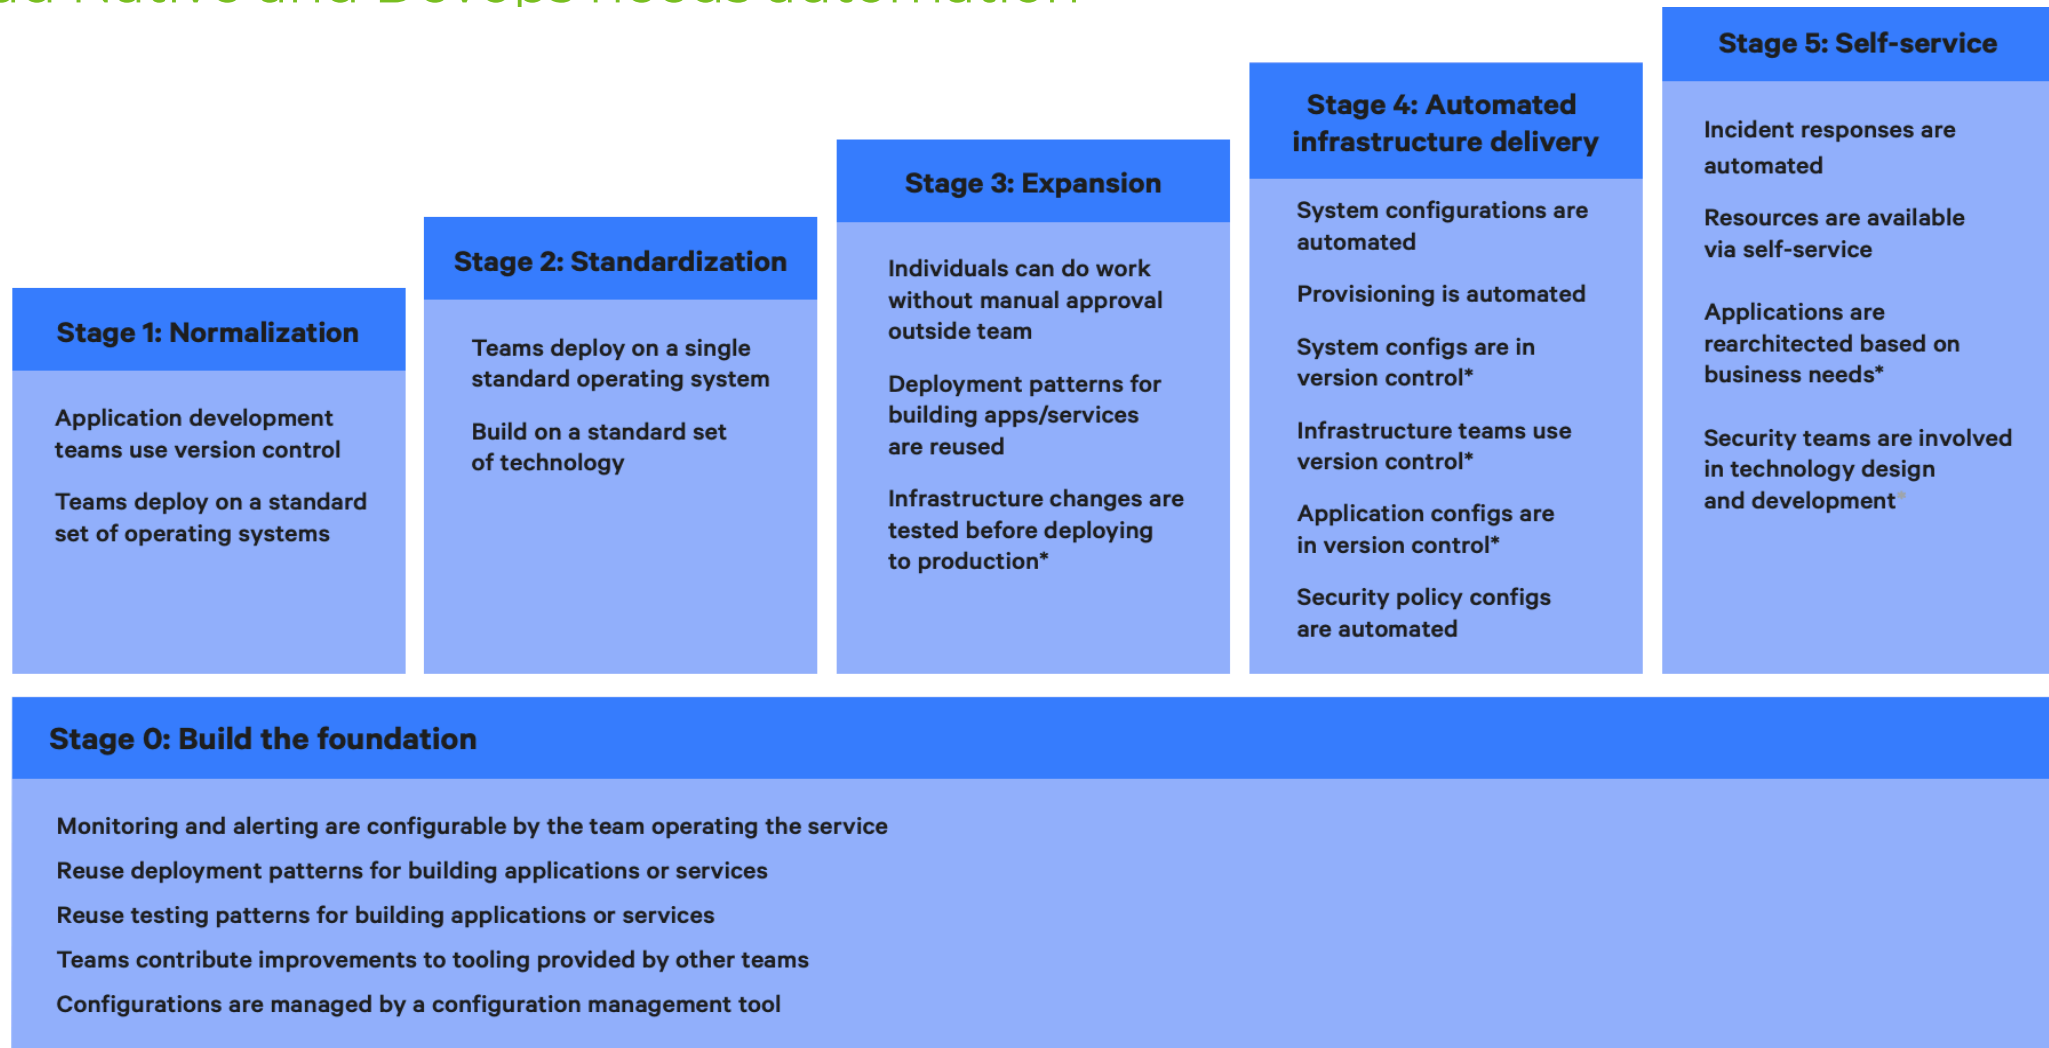 Native and Devops needs automation
Stage 5: Self-service
Incident responses are
automated
Resources are available
via self-service
Applications are
rearchitected based on
business needs*
Security teams are involved
in technology design
and development*
Stage 4: Automated
infrastructure delivery
System configurations are
automated
Provisioning is automated
System configs are in
version control*
Infrastructure teams use
version control*
Application configs are
in version control*
Security policy configs
are automated
Stage 3: Expansion
Individuals can do work
without manual approval
outside team
Deployment patterns for
building apps/services
are reused
Infrastructure changes are
tested before deploying
to production*
Stage 2: Standardization
Teams deploy on a single
standard operating system
Build on a standard set
of technology
Stage 1: Normalization
Application development
teams use version control
Teams deploy on a standard
set of operating systems
Stage 0: Build the foundation
Monitoring and alerting are configurable by the team operating the service
Reuse deployment patterns for building applications or services
Reuse testing patterns for building applications or services
Teams contribute improvements to tooling provided by other teams
Configurations are managed by a configuration management tool